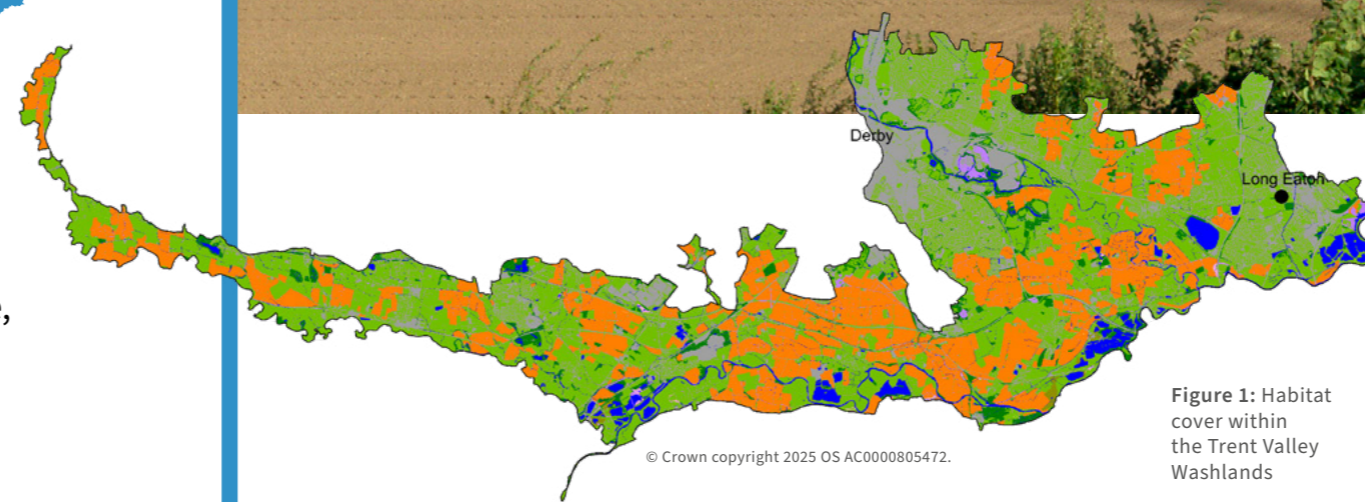 Derby
Long Eaton
,
Figure 1: Habitat
cover within
the Trent Valley
Washlands
© Crown copyright 2025 OS AC0000805472.